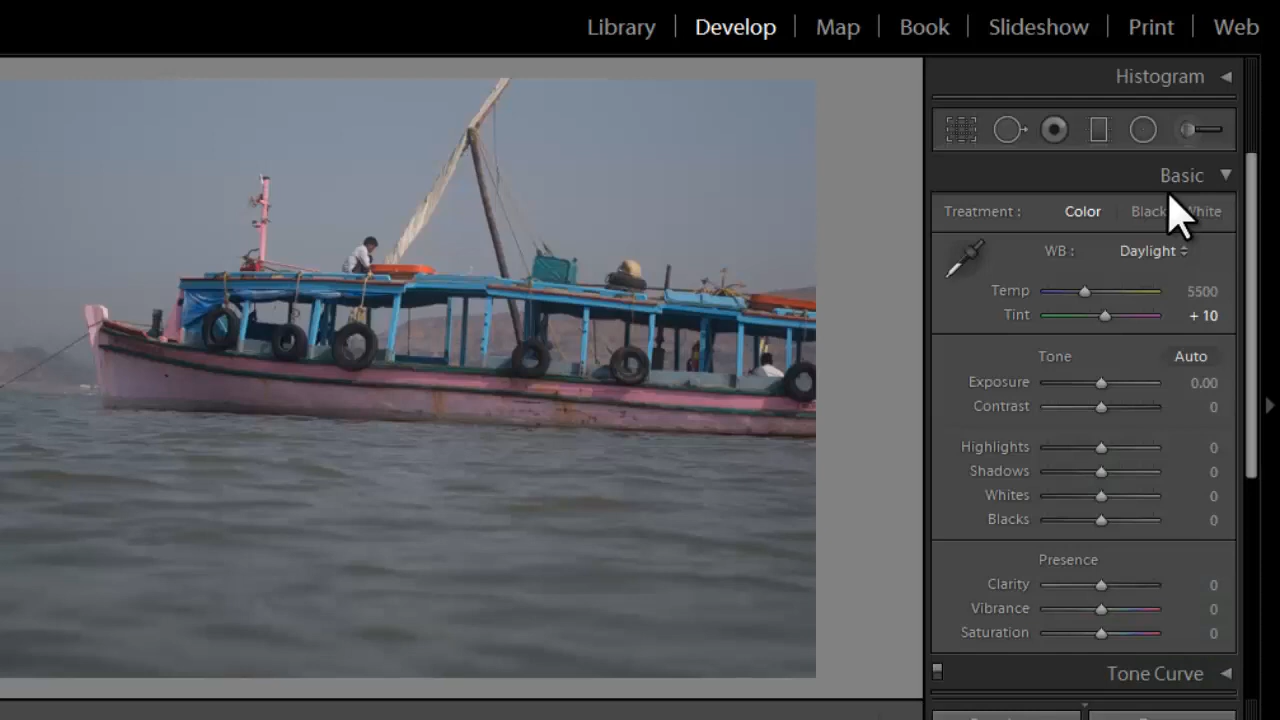 Library | Develop | Map | Book | Slideshow | Print | Web
Histogram
Basic
Treatment : Color Black White
WB : Daylight
Temp 5500
Tint + 10
Tone Auto
Exposure 0.00
Contrast 0
Highlights 0
Shadows 0
Whites 0
Blacks 0
Presence
Clarity 0
Vibrance 0
Saturation 0
Tone Curve